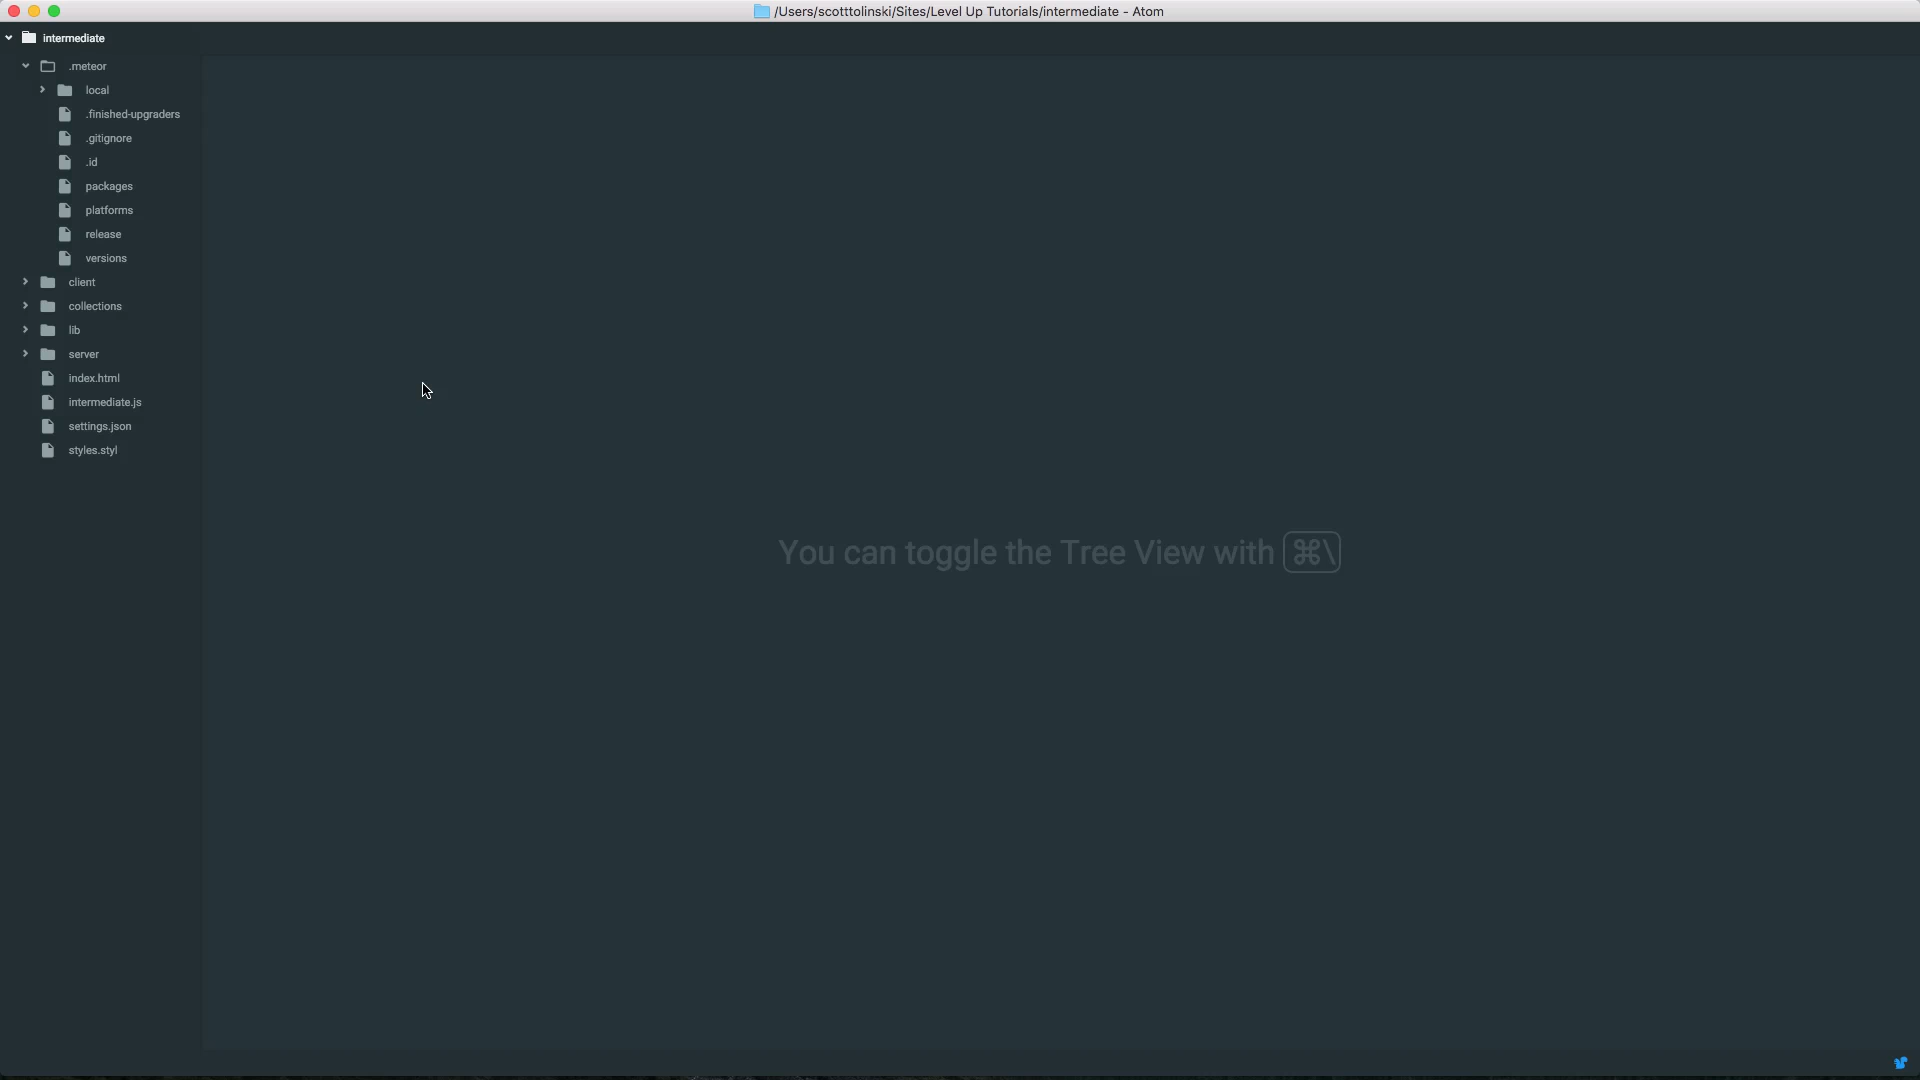 /Users/scotttolinski/Sites/Level Up Tutorials/intermediate - Atom
intermediate
.meteor
local
.finished-upgraders
.gitignore
.id
packages
platforms
release
versions
client
collections
lib
server
index.html
intermediate.js
settings.json
styles.styl
You can toggle the Tree View with ⌘\